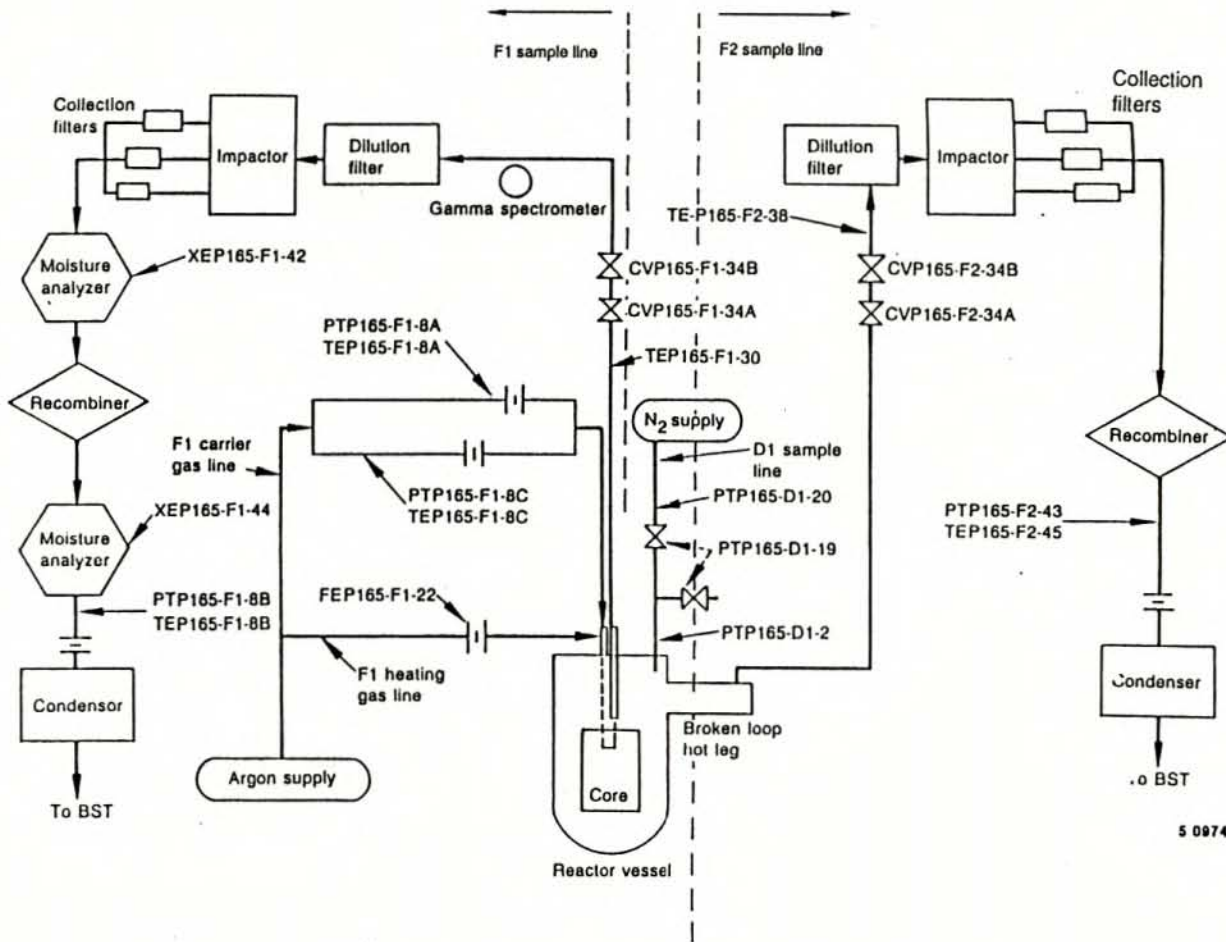 F1 sample line
F2 sample line
Collection
filters
Impactor
Dilution
filter
Gamma spectrometer
Dilution
filter
Impactor
Collection
filters
TE-P165-F2-38
Moisture
analyzer
XEP165-F1-42
CVP165-F1-34B
CVP165-F1-34A
CVP165-F2-34B
CVP165-F2-34A
PTP165-F1-8A
TEP165-F1-8A
TEP165-F1-30
Recombiner
F1 carrier
gas line
N2 supply
D1 sample
line
Recombiner
PTP165-F1-8C
TEP165-F1-8C
PTP165-D1-20
XEP165-F1-44
Moisture
analyzer
PTP165-D1-19
PTP165-F2-43
TEP165-F2-45
PTP165-F1-8B
TEP165-F1-8B
FEP165-F1-22
PTP165-D1-2
F1 heating
gas line
Condensor
Broken loop
hot leg
Condenser
Argon supply
Core
To BST
.o BST
Reactor vessel
5 0974